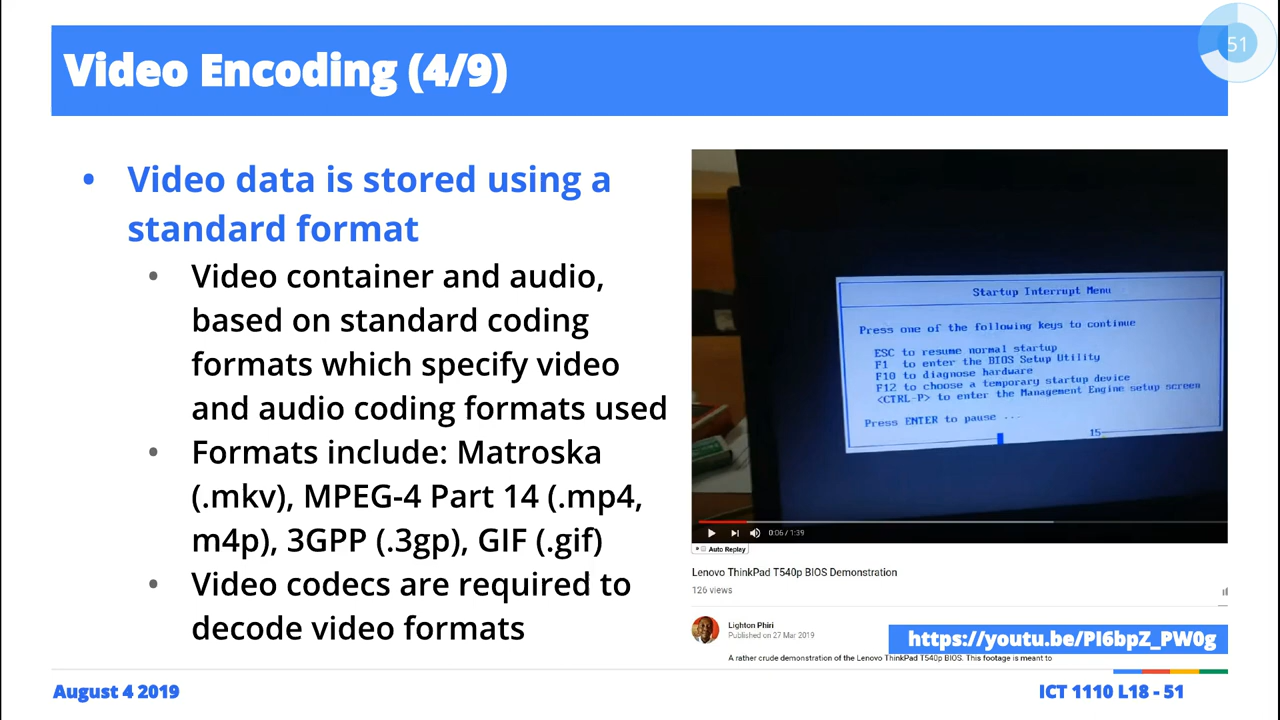 51
Video Encoding (4/9)
• Video data is stored using a
standard format
• Video container and audio,
based on standard coding
formats which specify video
and audio coding formats used
• Formats include: Matroska
(.mkv), MPEG-4 Part 14 (.mp4,
m4p), 3GPP (.3gp), GIF (.gif)
• Video codecs are required to
decode video formats
Startup Interrupt Menu
Press one of the following keys to continue
ESC to resume normal startup
F1 to enter the BIOS Setup Utility
F10 to diagnose hardware
F12 to choose a temporary startup device
<CTRL-P> to enter the Management Engine setup screen
Press ENTER to pause ...
15
0:06 / 1:39
Auto Replay
Lenovo ThinkPad T540p BIOS Demonstration
126 views
Lighton Phiri
Published on 27 Mar 2019
https://youtu.be/PI6bpZ_PW0g
A rather crude demonstration of the Lenovo ThinkPad T540p BIOS. This footage is meant to
August 4 2019
ICT 1110 L18 - 51